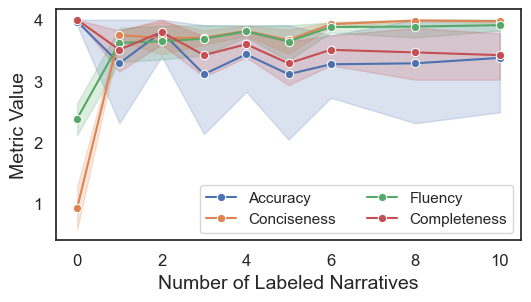 Metric Value
4
3
2
1
0 2 4 6 8 10
Number of Labeled Narratives
Accuracy Fluency
Conciseness Completeness